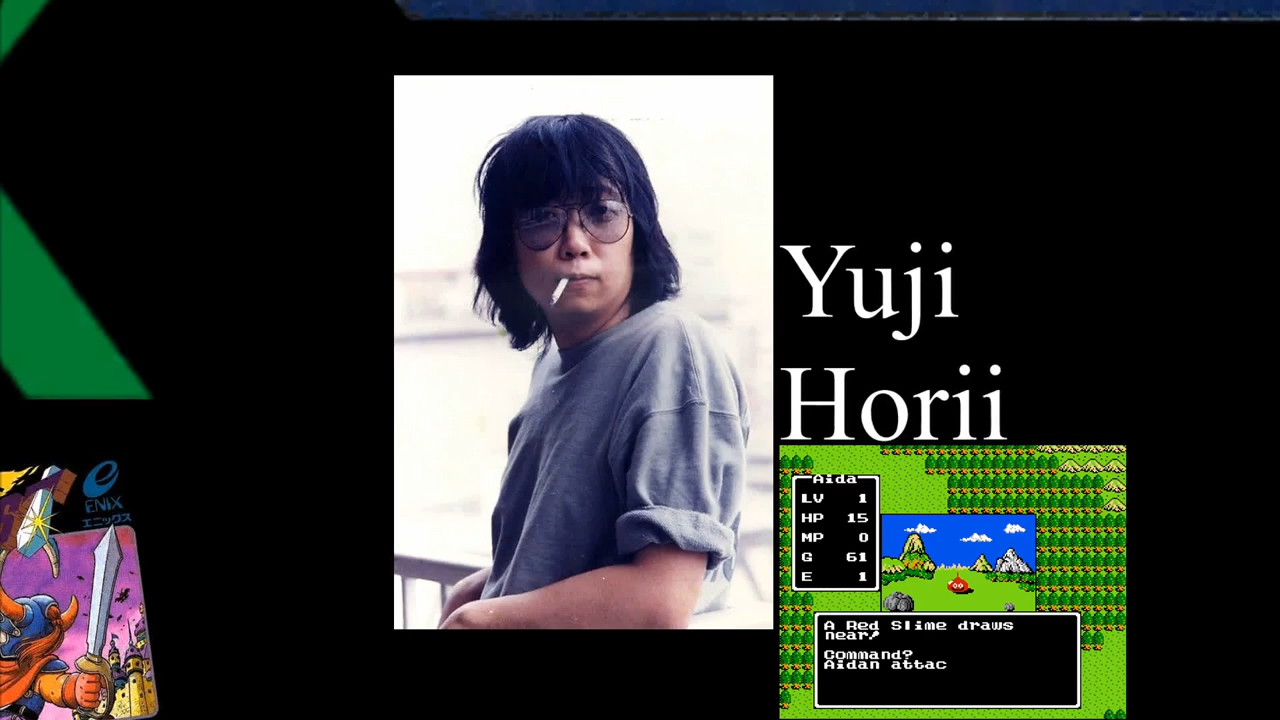 Yuji
Horii
ENIX
エニックス
Aida
LV 1
HP 15
MP 0
G 61
E 1
A Red Slime draws
near!
Command?
Aidan attac